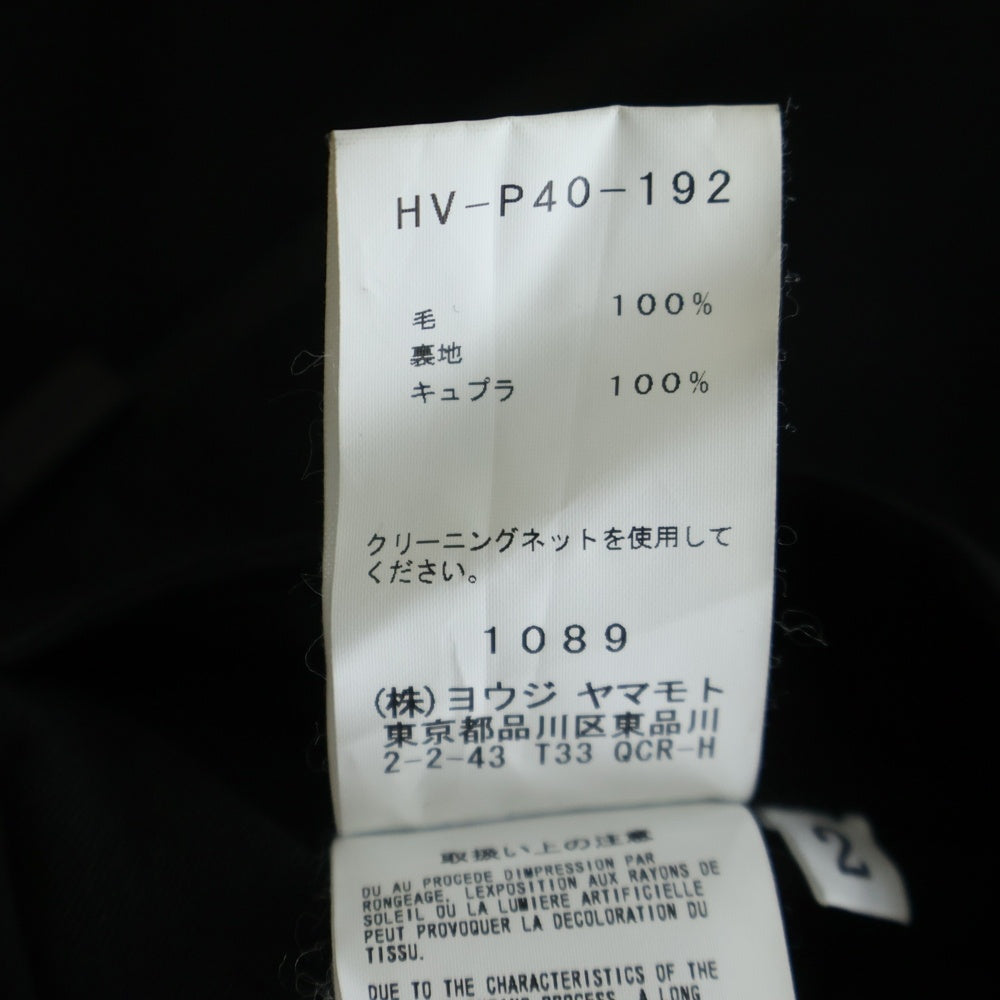 HV-P40-192
毛 100%
裏地
キュプラ 100%
クリーニングネットを使用して
ください。
1089
(株)ヨウジ ヤマモト
東京都品川区東品川
2-2-43 T33 QCR-H
取扱い上の注意
DU AU PROCEDE D'IMPRESSION PAR
RONGEAGE, L'EXPOSITION AUX RAYONS DE
SOLEIL OU LA LUMIERE ARTIFICIELLE
PEUT PROVOQUER LA DECOLORATION DU
TISSU.
DUE TO THE CHARACTERISTICS OF THE
PROCESS, A LONG
2